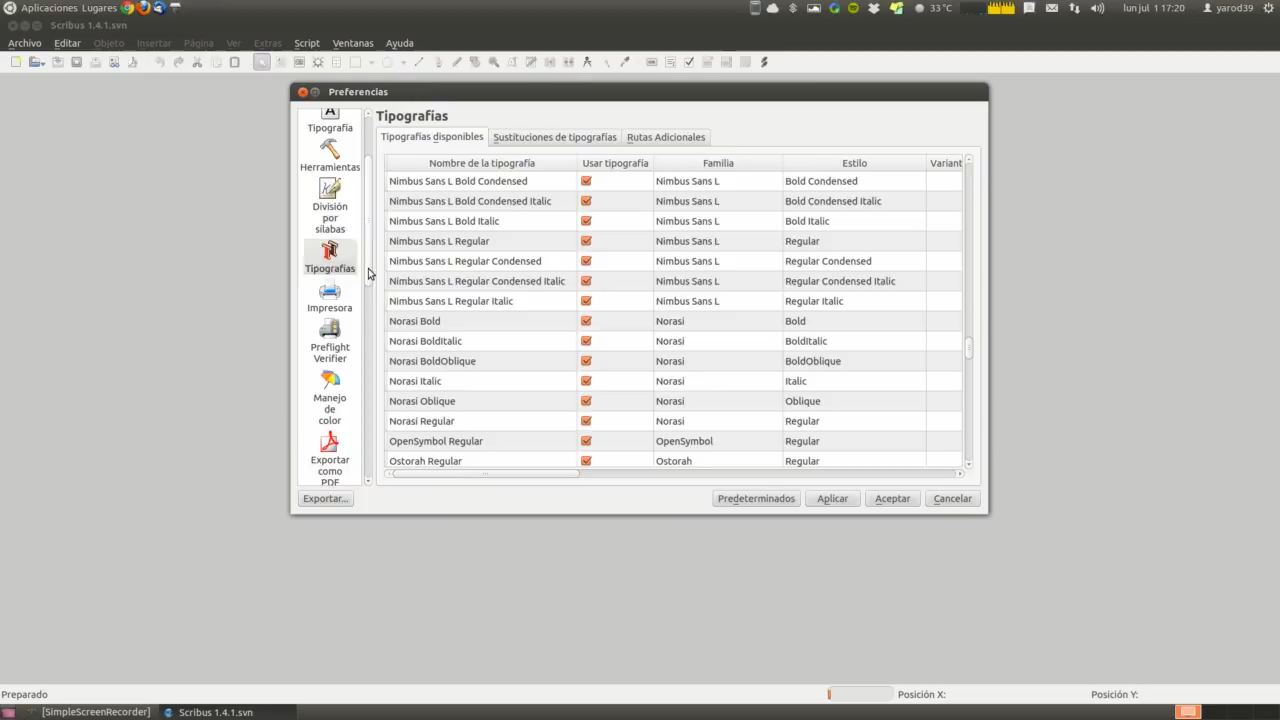 Aplicaciones Lugares 33 °C lun jul 1 17:20 yarod39
Scribus 1.4.1.svn
Archivo Editar Objeto Insertar Página Ver Extras Script Ventanas Ayuda
Preferencias
Tipografía
Herramientas
División
por
sílabas
Tipografías
Impresora
Preflight
Verifier
Manejo
de
color
Exportar
como
PDF
Tipografías
Tipografías disponibles Sustituciones de tipografías Rutas Adicionales
Nombre de la tipografía Usar tipografía Familia Estilo Variant
Nimbus Sans L Bold Condensed Nimbus Sans L Bold Condensed
Nimbus Sans L Bold Condensed Italic Nimbus Sans L Bold Condensed Italic
Nimbus Sans L Bold Italic Nimbus Sans L Bold Italic
Nimbus Sans L Regular Nimbus Sans L Regular
Nimbus Sans L Regular Condensed Nimbus Sans L Regular Condensed
Nimbus Sans L Regular Condensed Italic Nimbus Sans L Regular Condensed Italic
Nimbus Sans L Regular Italic Nimbus Sans L Regular Italic
Norasi Bold Norasi Bold
Norasi BoldItalic Norasi BoldItalic
Norasi BoldOblique Norasi BoldOblique
Norasi Italic Norasi Italic
Norasi Oblique Norasi Oblique
Norasi Regular Norasi Regular
OpenSymbol Regular OpenSymbol Regular
Ostorah Regular Ostorah Regular
Exportar... Predeterminados Aplicar Aceptar Cancelar
Preparado Posición X: Posición Y:
[SimpleScreenRecorder] Scribus 1.4.1.svn